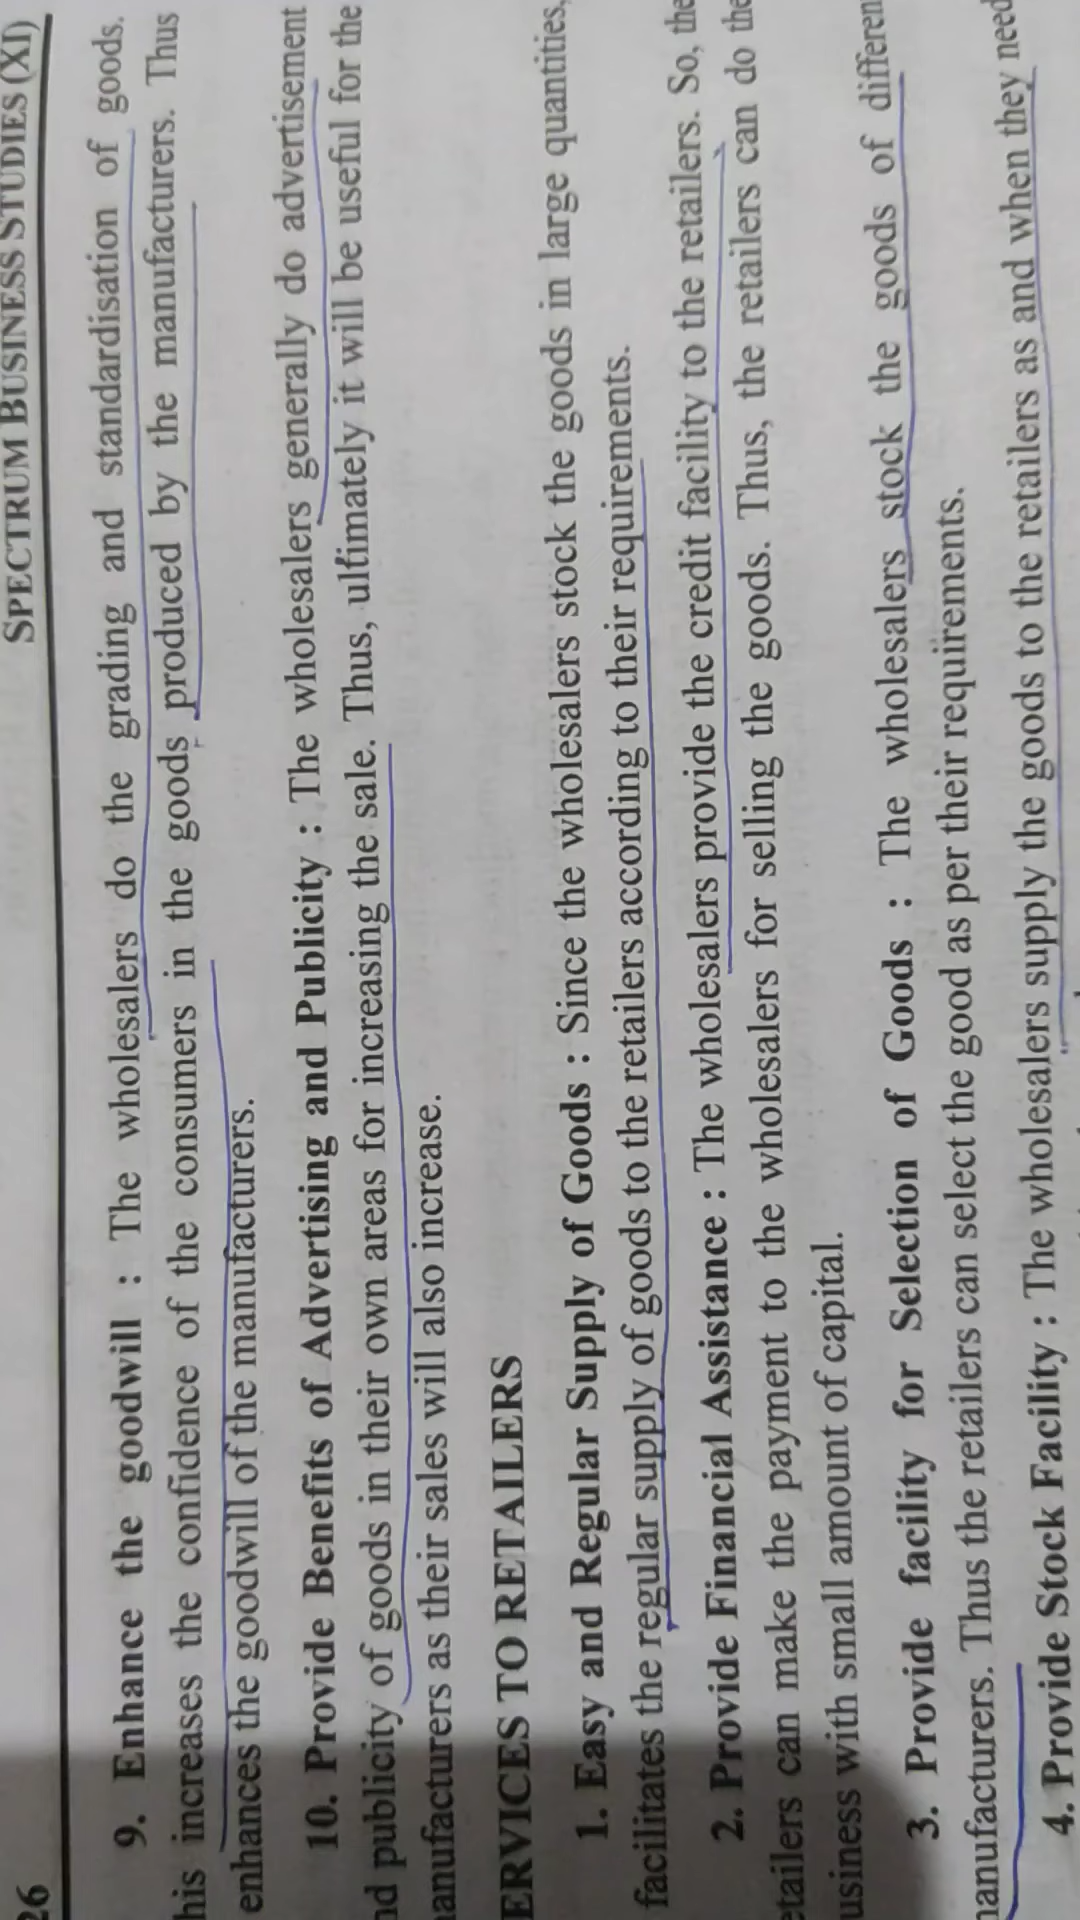 26 SPECTRUM BUSINESS STUDIES (XI)
9. Enhance the goodwill : The wholesalers do the grading and standardisation of goods.
his increases the confidence of the consumers in the goods produced by the manufacturers. Thus
enhances the goodwill of the manufacturers.
10. Provide Benefits of Advertising and Publicity : The wholesalers generally do advertisement
nd publicity of goods in their own areas for increasing the sale. Thus, ultimately it will be useful for the
anufacturers as their sales will also increase.
ERVICES TO RETAILERS
1. Easy and Regular Supply of Goods : Since the wholesalers stock the goods in large quantities,
facilitates the regular supply of goods to the retailers according to their requirements.
2. Provide Financial Assistance : The wholesalers provide the credit facility to the retailers. So, the
etailers can make the payment to the wholesalers for selling the goods. Thus, the retailers can do the
usiness with small amount of capital.
3. Provide facility for Selection of Goods : The wholesalers stock the goods of differen
nanufacturers. Thus the retailers can select the good as per their requirements.
4. Provide Stock Facility : The wholesalers supply the goods to the retailers as and when they need